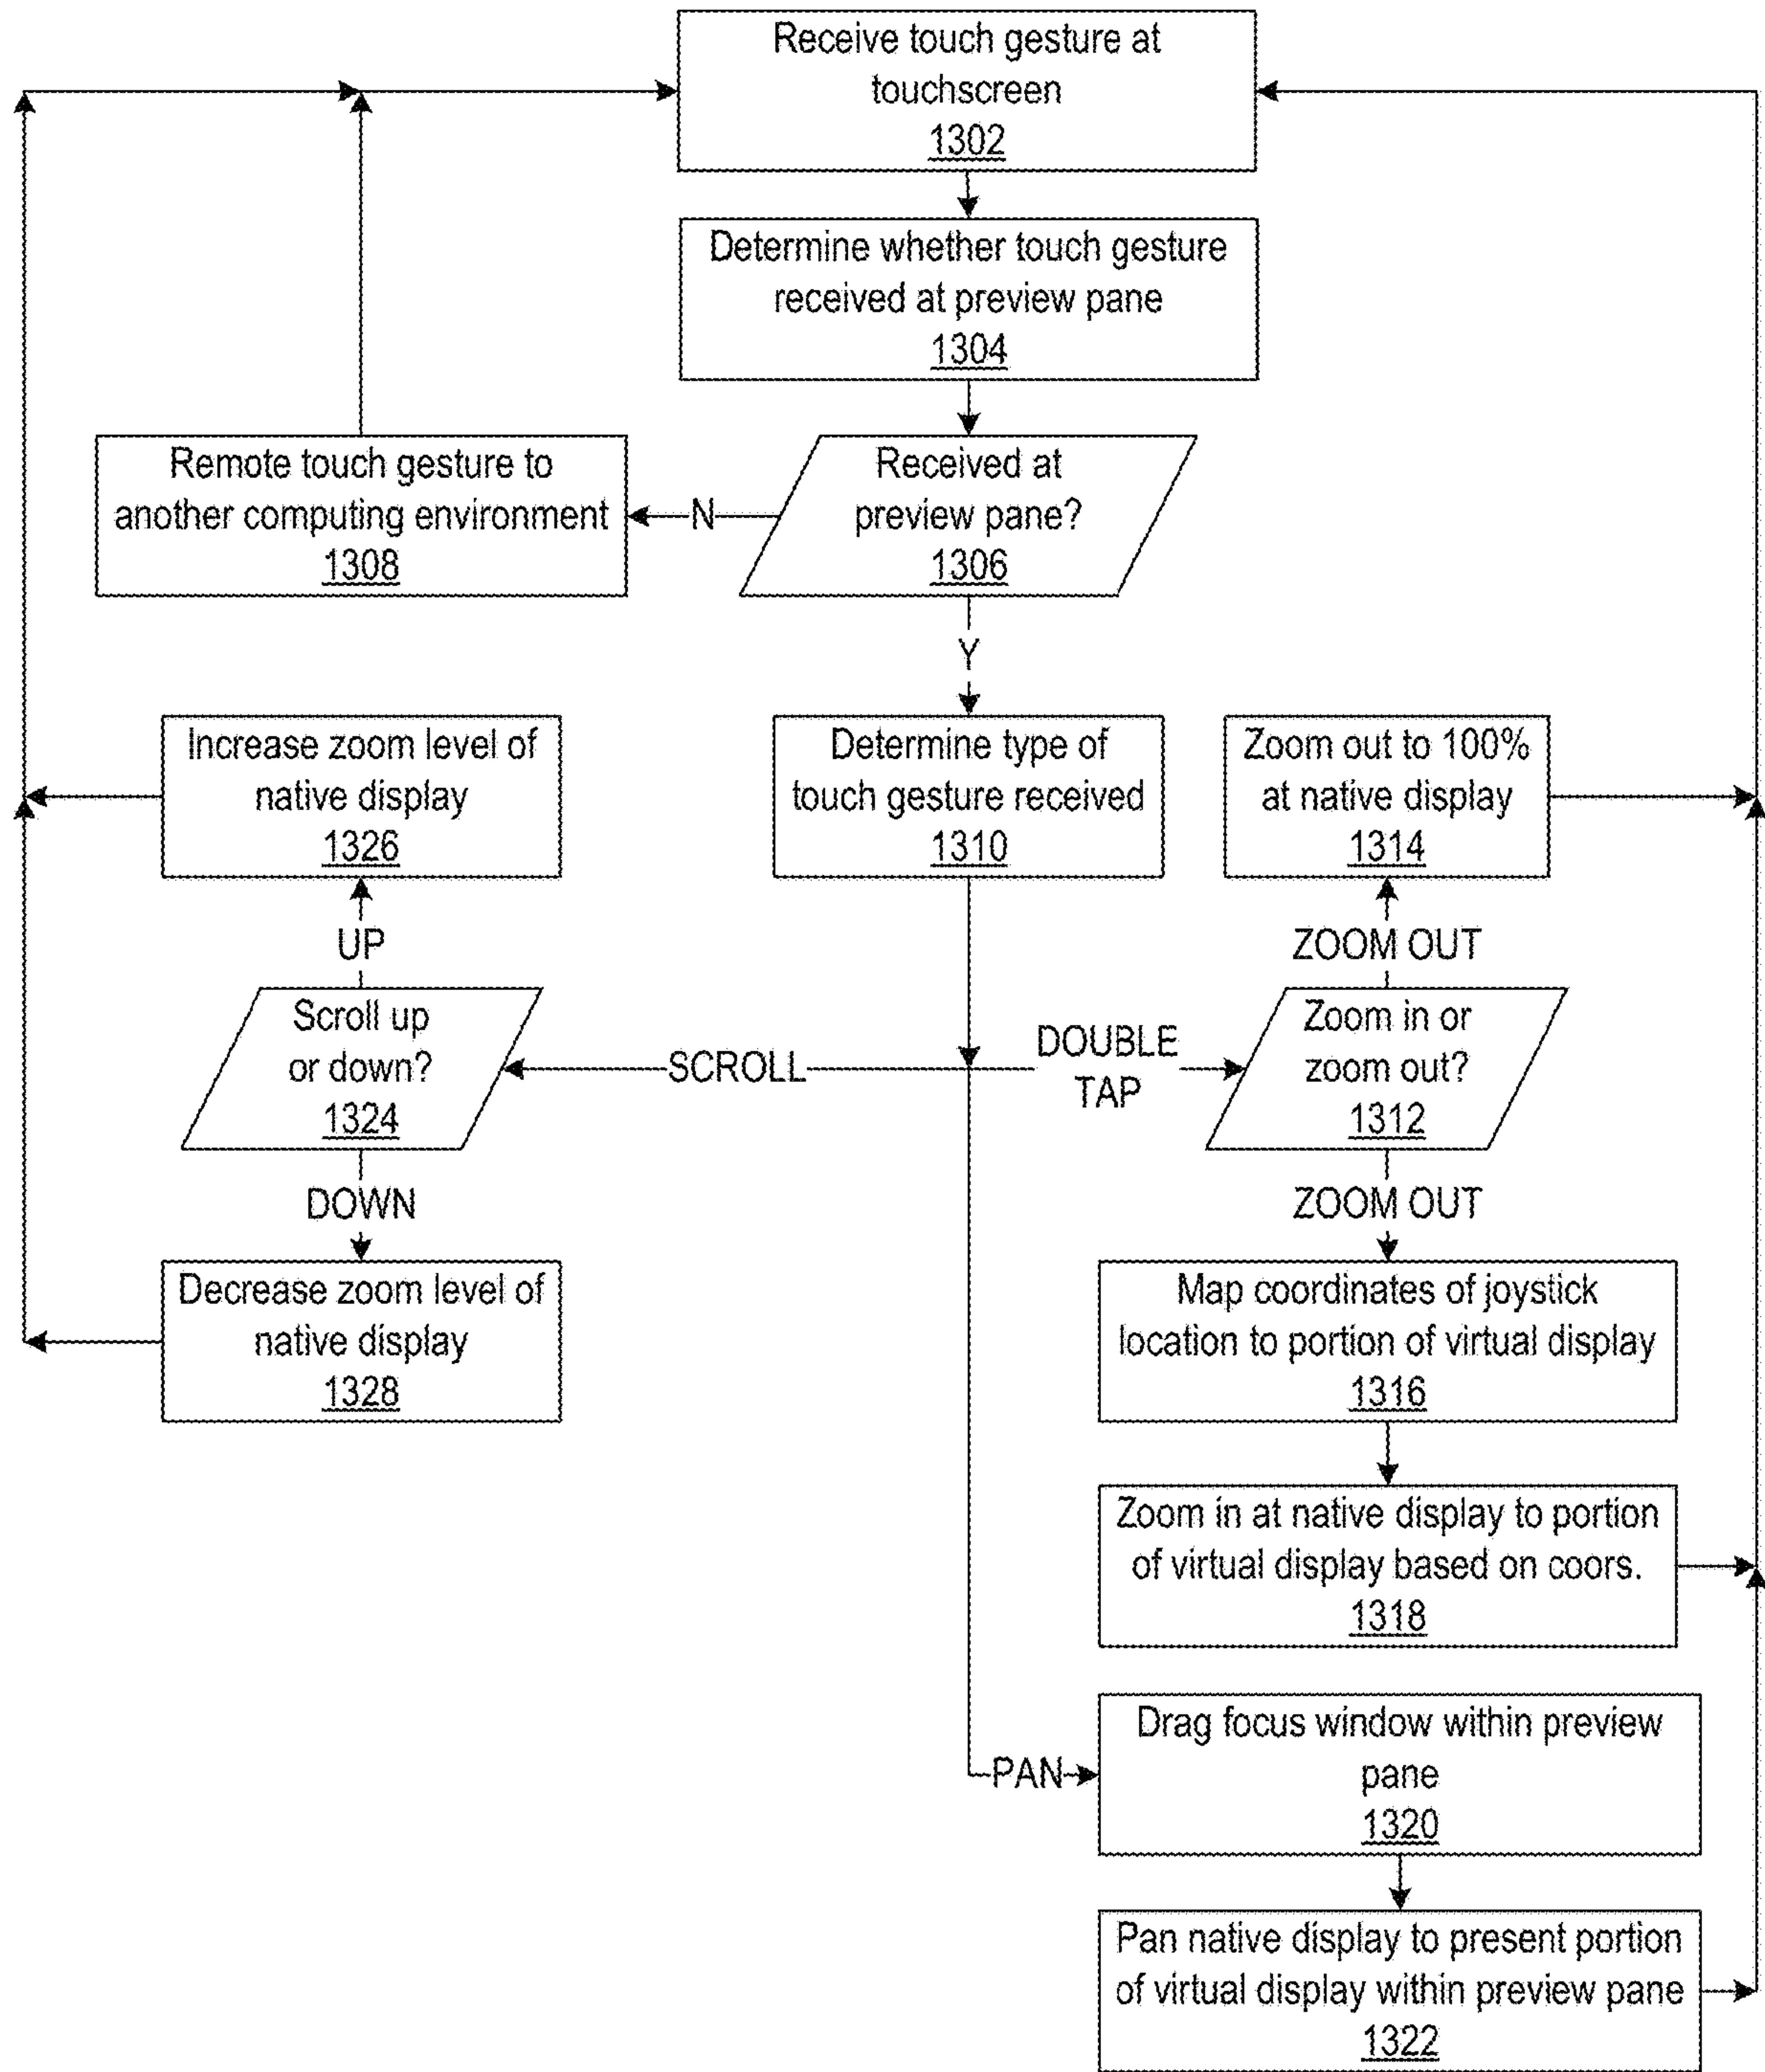 Receive touch gesture at
touchscreen
1302
Determine whether touch gesture
received at preview pane
1304
Remote touch gesture to
another computing environment
1308
N
Received at
preview pane?
1306
Y
Increase zoom level of
native display
1326
Determine type of
touch gesture received
1310
Zoom out to 100%
at native display
1314
UP
ZOOM OUT
Scroll up
or down?
1324
SCROLL
DOUBLE
TAP
Zoom in or
zoom out?
1312
DOWN
ZOOM OUT
Decrease zoom level of
native display
1328
Map coordinates of joystick
location to portion of virtual display
1316
Zoom in at native display to portion
of virtual display based on coors.
1318
PAN
Drag focus window within preview
pane
1320
Pan native display to present portion
of virtual display within preview pane
1322